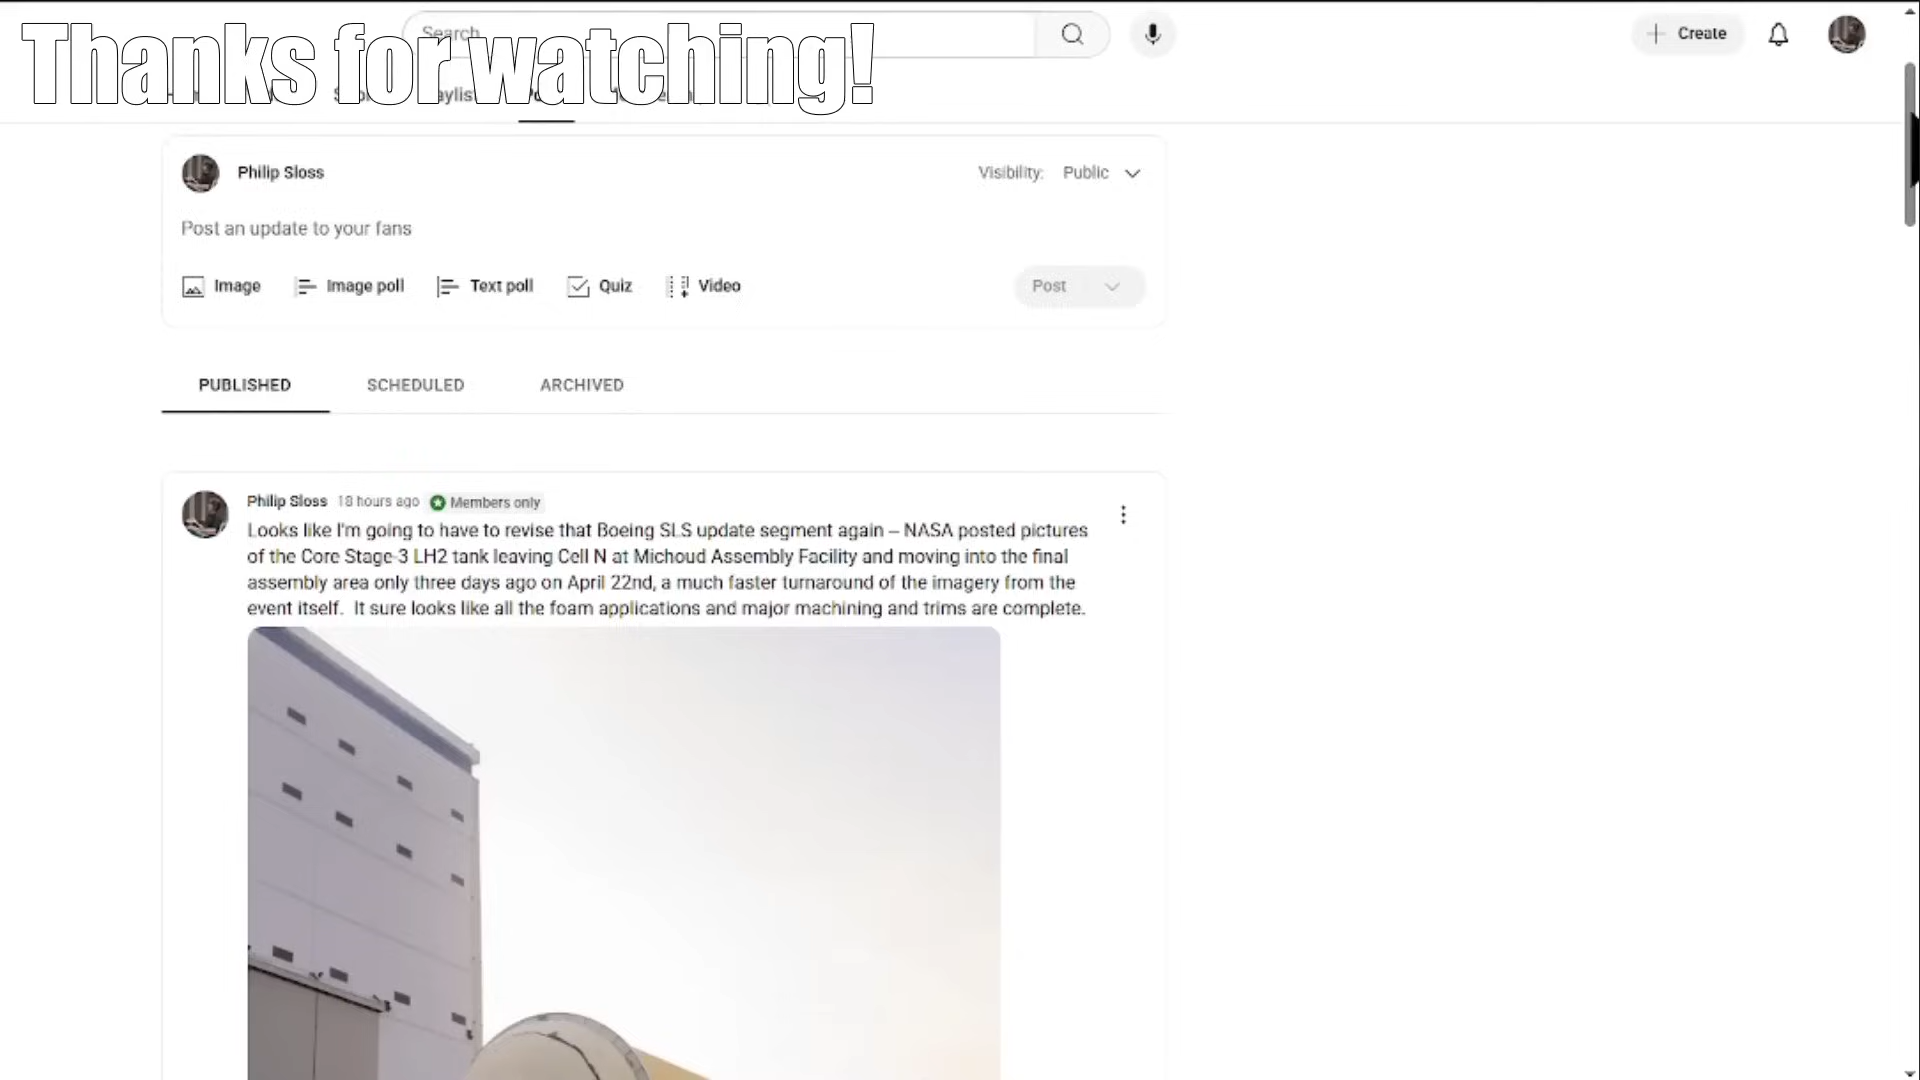 Thanks for watching!
Search
Create
Philip Sloss
Visibility: Public
Post an update to your fans
Image
Image poll
Text poll
Quiz
Video
Post
PUBLISHED
SCHEDULED
ARCHIVED
Philip Sloss 18 hours ago Members only
Looks like I'm going to have to revise that Boeing SLS update segment again – NASA posted pictures
of the Core Stage-3 LH2 tank leaving Cell N at Michoud Assembly Facility and moving into the final
assembly area only three days ago on April 22nd, a much faster turnaround of the imagery from the
event itself.  It sure looks like all the foam applications and major machining and trims are complete.